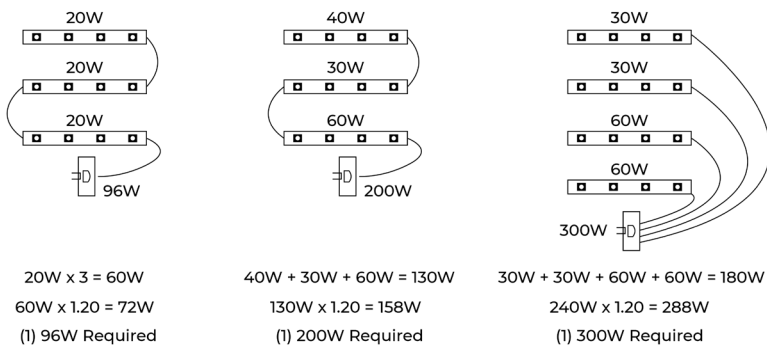 20W
20W
20W
96W
20W x 3 = 60W
60W x 1.20 = 72W
(1) 96W Required
40W
30W
60W
200W
40W + 30W + 60W = 130W
130W x 1.20 = 158W
(1) 200W Required
30W
30W
60W
60W
300W
30W + 30W + 60W + 60W = 180W
240W x 1.20 = 288W
(1) 300W Required